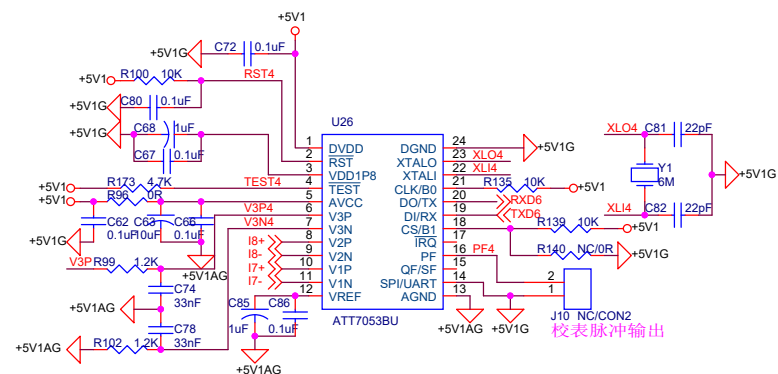 +5V1
C72 0.1uF
+5V1G
+5V1 R100 10K RST4
C80 0.1uF
+5V1G
C68 1uF
+5V1G
C67 0.1uF
R173 4.7K TEST4
+5V1
+5V1 R96 0R
C62 0.1uF
C63 10uF
C66 0.1uF
+5V1G
+5V1AG
V3P4
V3N4
I8+
I8-
I7+
I7-
V3P R99 1.2K
C74
33nF
+5V1AG
C78
33nF
R102 1.2K
+5V1AG
C85
1uF
C86
0.1uF
+5V1AG
U26
1 DVDD DGND 24
2 RST XTALO 23
3 VDD1P8 XTALI 22
4 TEST CLK/B0 21
5 AVCC DO/TX 20
6 V3P DI/RX 19
7 V3N CS/B1 18
8 V2P IRQ 17
9 V2N PF 16
10 V1P QF/SF 15
11 V1N SPI/UART 14
12 VREF AGND 13
ATT7053BU
+5V1G
XLO4
XLI4
R135 10K
+5V1
RXD6
TXD6
R139 10K
+5V1
R140 NC/0R
+5V1G
PF4
2
1
J10 NC/CON2
校表脉冲输出
+5V1G
+5V1AG
XLO4 C81 22pF
Y1
6M
+5V1G
XLI4 C82 22pF